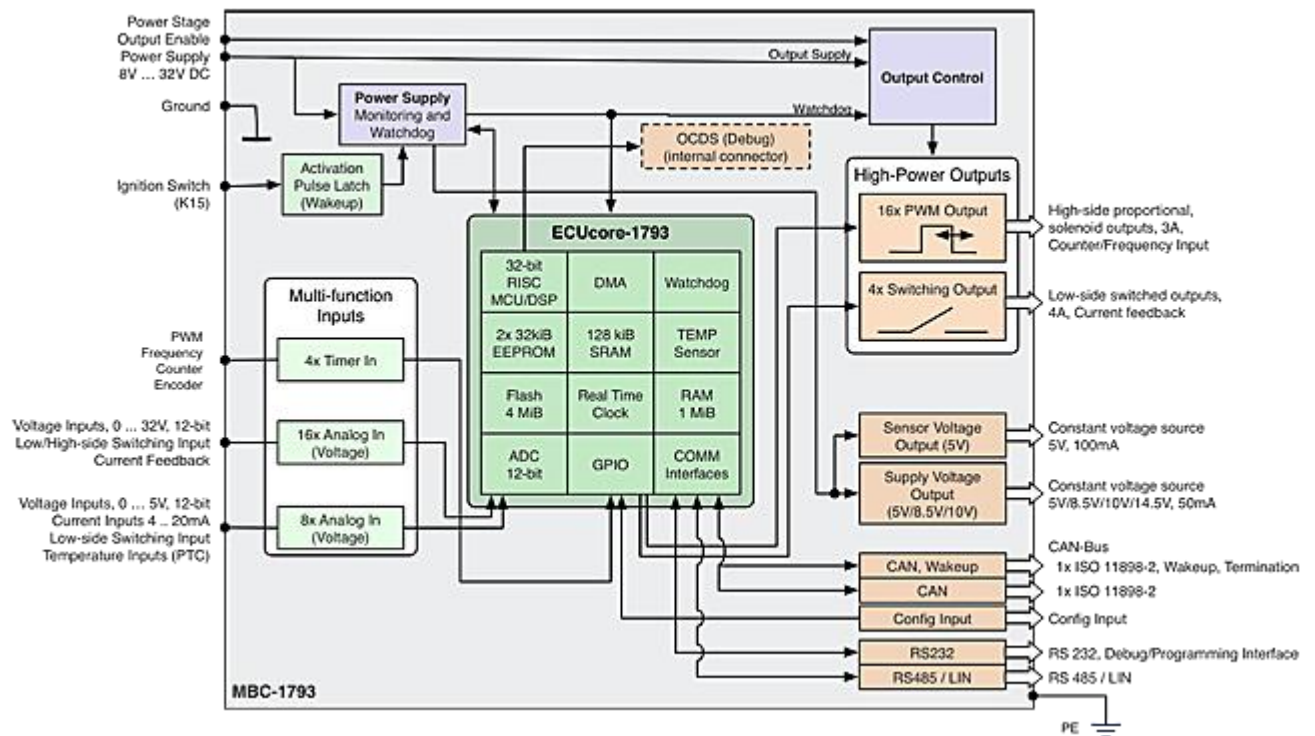 Power Stage
Output Enable
Power Supply
8V ... 32V DC
Ground
Ignition Switch
(K15)
PWM
Frequency
Counter
Encoder
Voltage Inputs, 0 ... 32V, 12-bit
Low/High-side Switching Input
Current Feedback
Voltage Inputs, 0 ... 5V, 12-bit
Current Inputs 4 .. 20mA
Low-side Switching Input
Temperature Inputs (PTC)
Power Supply
Monitoring and
Watchdog
Activation
Pulse Latch
(Wakeup)
Output Supply
Watchdog
Output Control
OCDS (Debug)
(internal connector)
Multi-function
Inputs
4x Timer In
16x Analog In
(Voltage)
8x Analog In
(Voltage)
ECUcore-1793
32-bit
RISC
MCU/DSP
DMA
Watchdog
2x 32kiB
EEPROM
128 kiB
SRAM
TEMP
Sensor
Flash
4 MiB
Real Time
Clock
RAM
1 MiB
ADC
12-bit
GPIO
COMM
Interfaces
High-Power Outputs
16x PWM Output
4x Switching Output
High-side proportional,
solenoid outputs, 3A,
Counter/Frequency Input
Low-side switched outputs,
4A, Current feedback
Sensor Voltage
Output (5V)
Constant voltage source
5V, 100mA
Supply Voltage
Output
(5V/8.5V/10V)
Constant voltage source
5V/8.5V/10V/14.5V, 50mA
CAN-Bus
CAN, Wakeup
1x ISO 11898-2, Wakeup, Termination
CAN
1x ISO 11898-2
Config Input
Config Input
RS232
RS 232, Debug/Programming Interface
RS485 / LIN
RS 485 / LIN
MBC-1793
PE